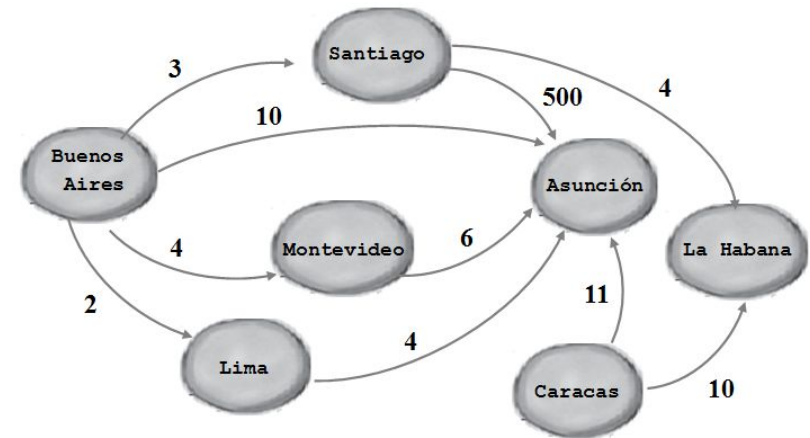 Santiago
3
4
500
10
Buenos
Aires
Asunción
Montevideo
4
6
La Habana
2
11
4
Lima
Caracas
10